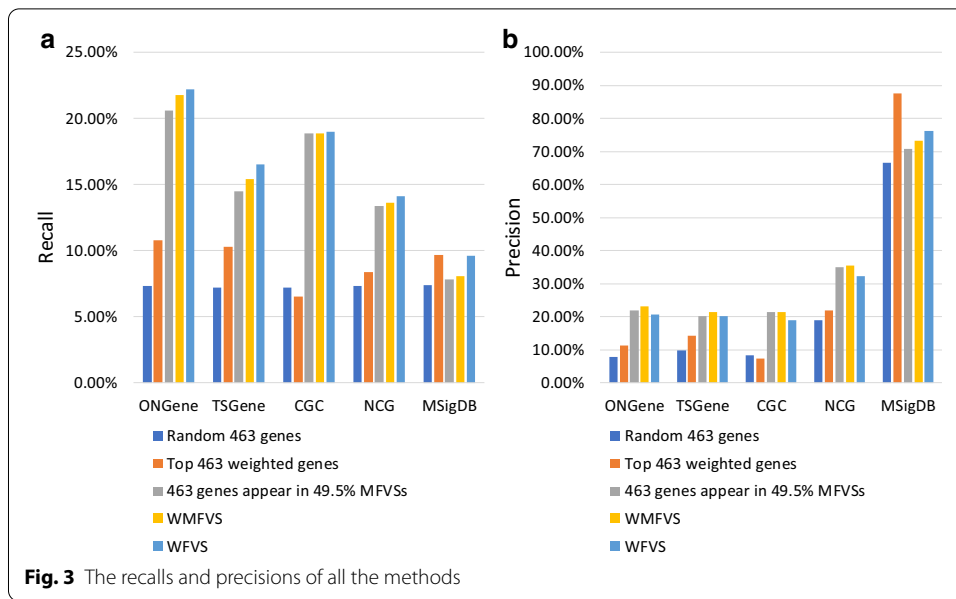 a
25.00%
20.00%
15.00%
10.00%
5.00%
0.00%
Recall
ONGene TSGene CGC NCG MSigDB
Random 463 genes
Top 463 weighted genes
463 genes appear in 49.5% MFVSs
WMFVS
WFVS
b
100.00%
90.00%
80.00%
70.00%
60.00%
50.00%
40.00%
30.00%
20.00%
10.00%
0.00%
Precision
ONGene TSGene CGC NCG MSigDB
Random 463 genes
Top 463 weighted genes
463 genes appear in 49.5% MFVSs
WMFVS
WFVS
Fig. 3 The recalls and precisions of all the methods